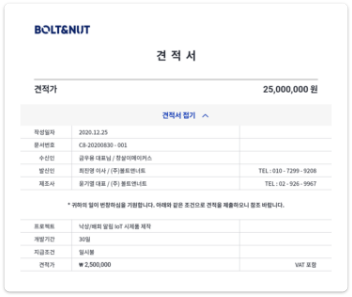 BOLT&NUT
견 적 서
견적가 25,000,000 원
견적서 접기
작성일자 2020.12.25
문서번호 CB-20200830 - 001
수신인 금우용 대표님 / 정설이메이커스
발신인 최진영 이사 / (주) 볼트앤너트 TEL : 010 - 7299 - 9208
제조사 윤기열 대표 / (주) 볼트앤너트 TEL : 02 - 926 - 9967
* 귀하의 일이 번창하심을 기원합니다. 아래와 같은 조건으로 견적을 제출하오니 참조 바랍니다.
프로젝트 낙상/배회 알림 IoT 시제품 제작
개발기간 30일
지급조건 일시불
견적가 ₩ 2,500,000 VAT 포함